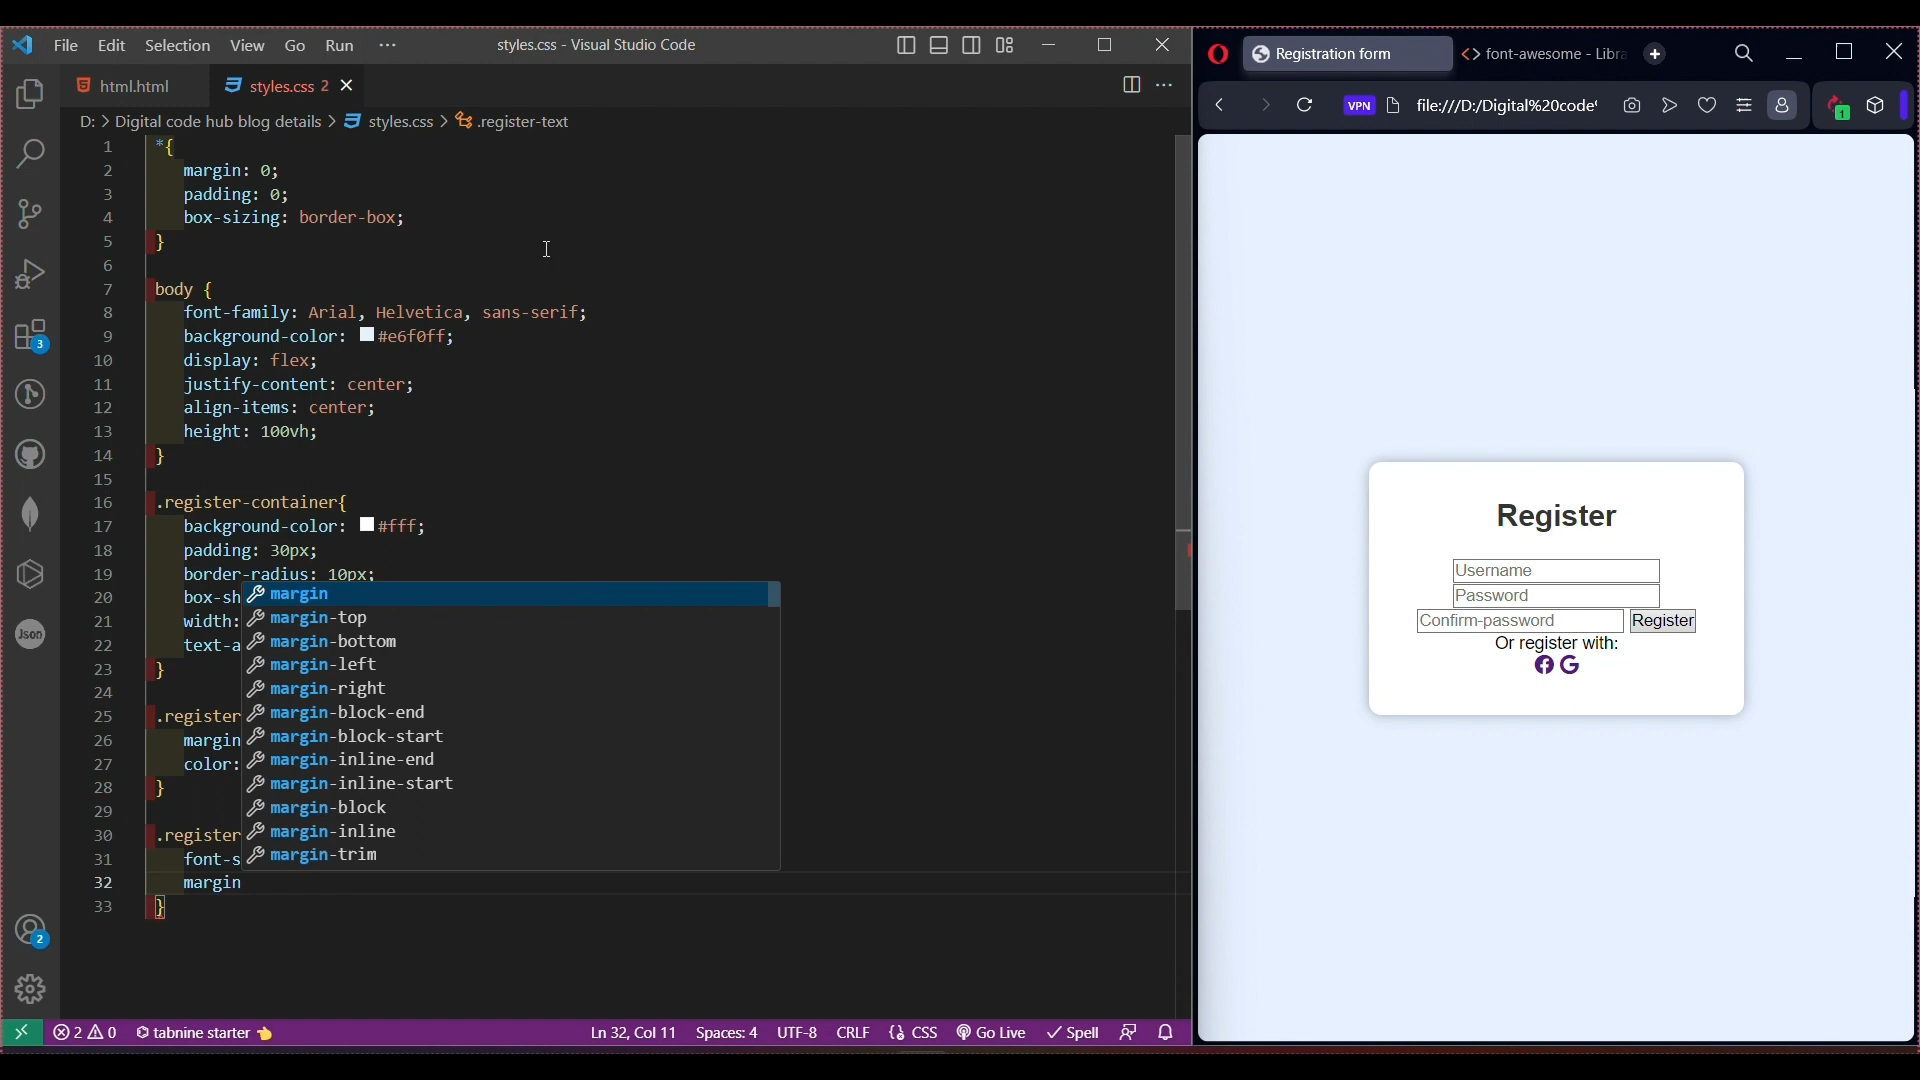 File Edit Selection View Go Run ··· styles.css - Visual Studio Code
html.html styles.css 2
D: > Digital code hub blog details > styles.css > .register-text
1 *{
2 margin: 0;
3 padding: 0;
4 box-sizing: border-box;
5 }
6
7 body {
8 font-family: Arial, Helvetica, sans-serif;
9 background-color: #e6f0ff;
10 display: flex;
11 justify-content: center;
12 align-items: center;
13 height: 100vh;
14 }
15
16 .register-container{
17 background-color: #fff;
18 padding: 30px;
19 border-radius: 10px;
20 box-sh
21 width:
22 text-a
23 }
24
25 .register
26 margin
27 color:
28 }
29
30 .register
31 font-s
32 margin
33 }
margin
margin-top
margin-bottom
margin-left
margin-right
margin-block-end
margin-block-start
margin-inline-end
margin-inline-start
margin-block
margin-inline
margin-trim
3
Json
2
2 0 tabnine starter Ln 32, Col 11 Spaces: 4 UTF-8 CRLF {} CSS Go Live Spell
Registration form <> font-awesome - Libra
VPN file:///D:/Digital%20code 1
Register
Username
Password
Confirm-password Register
Or register with: